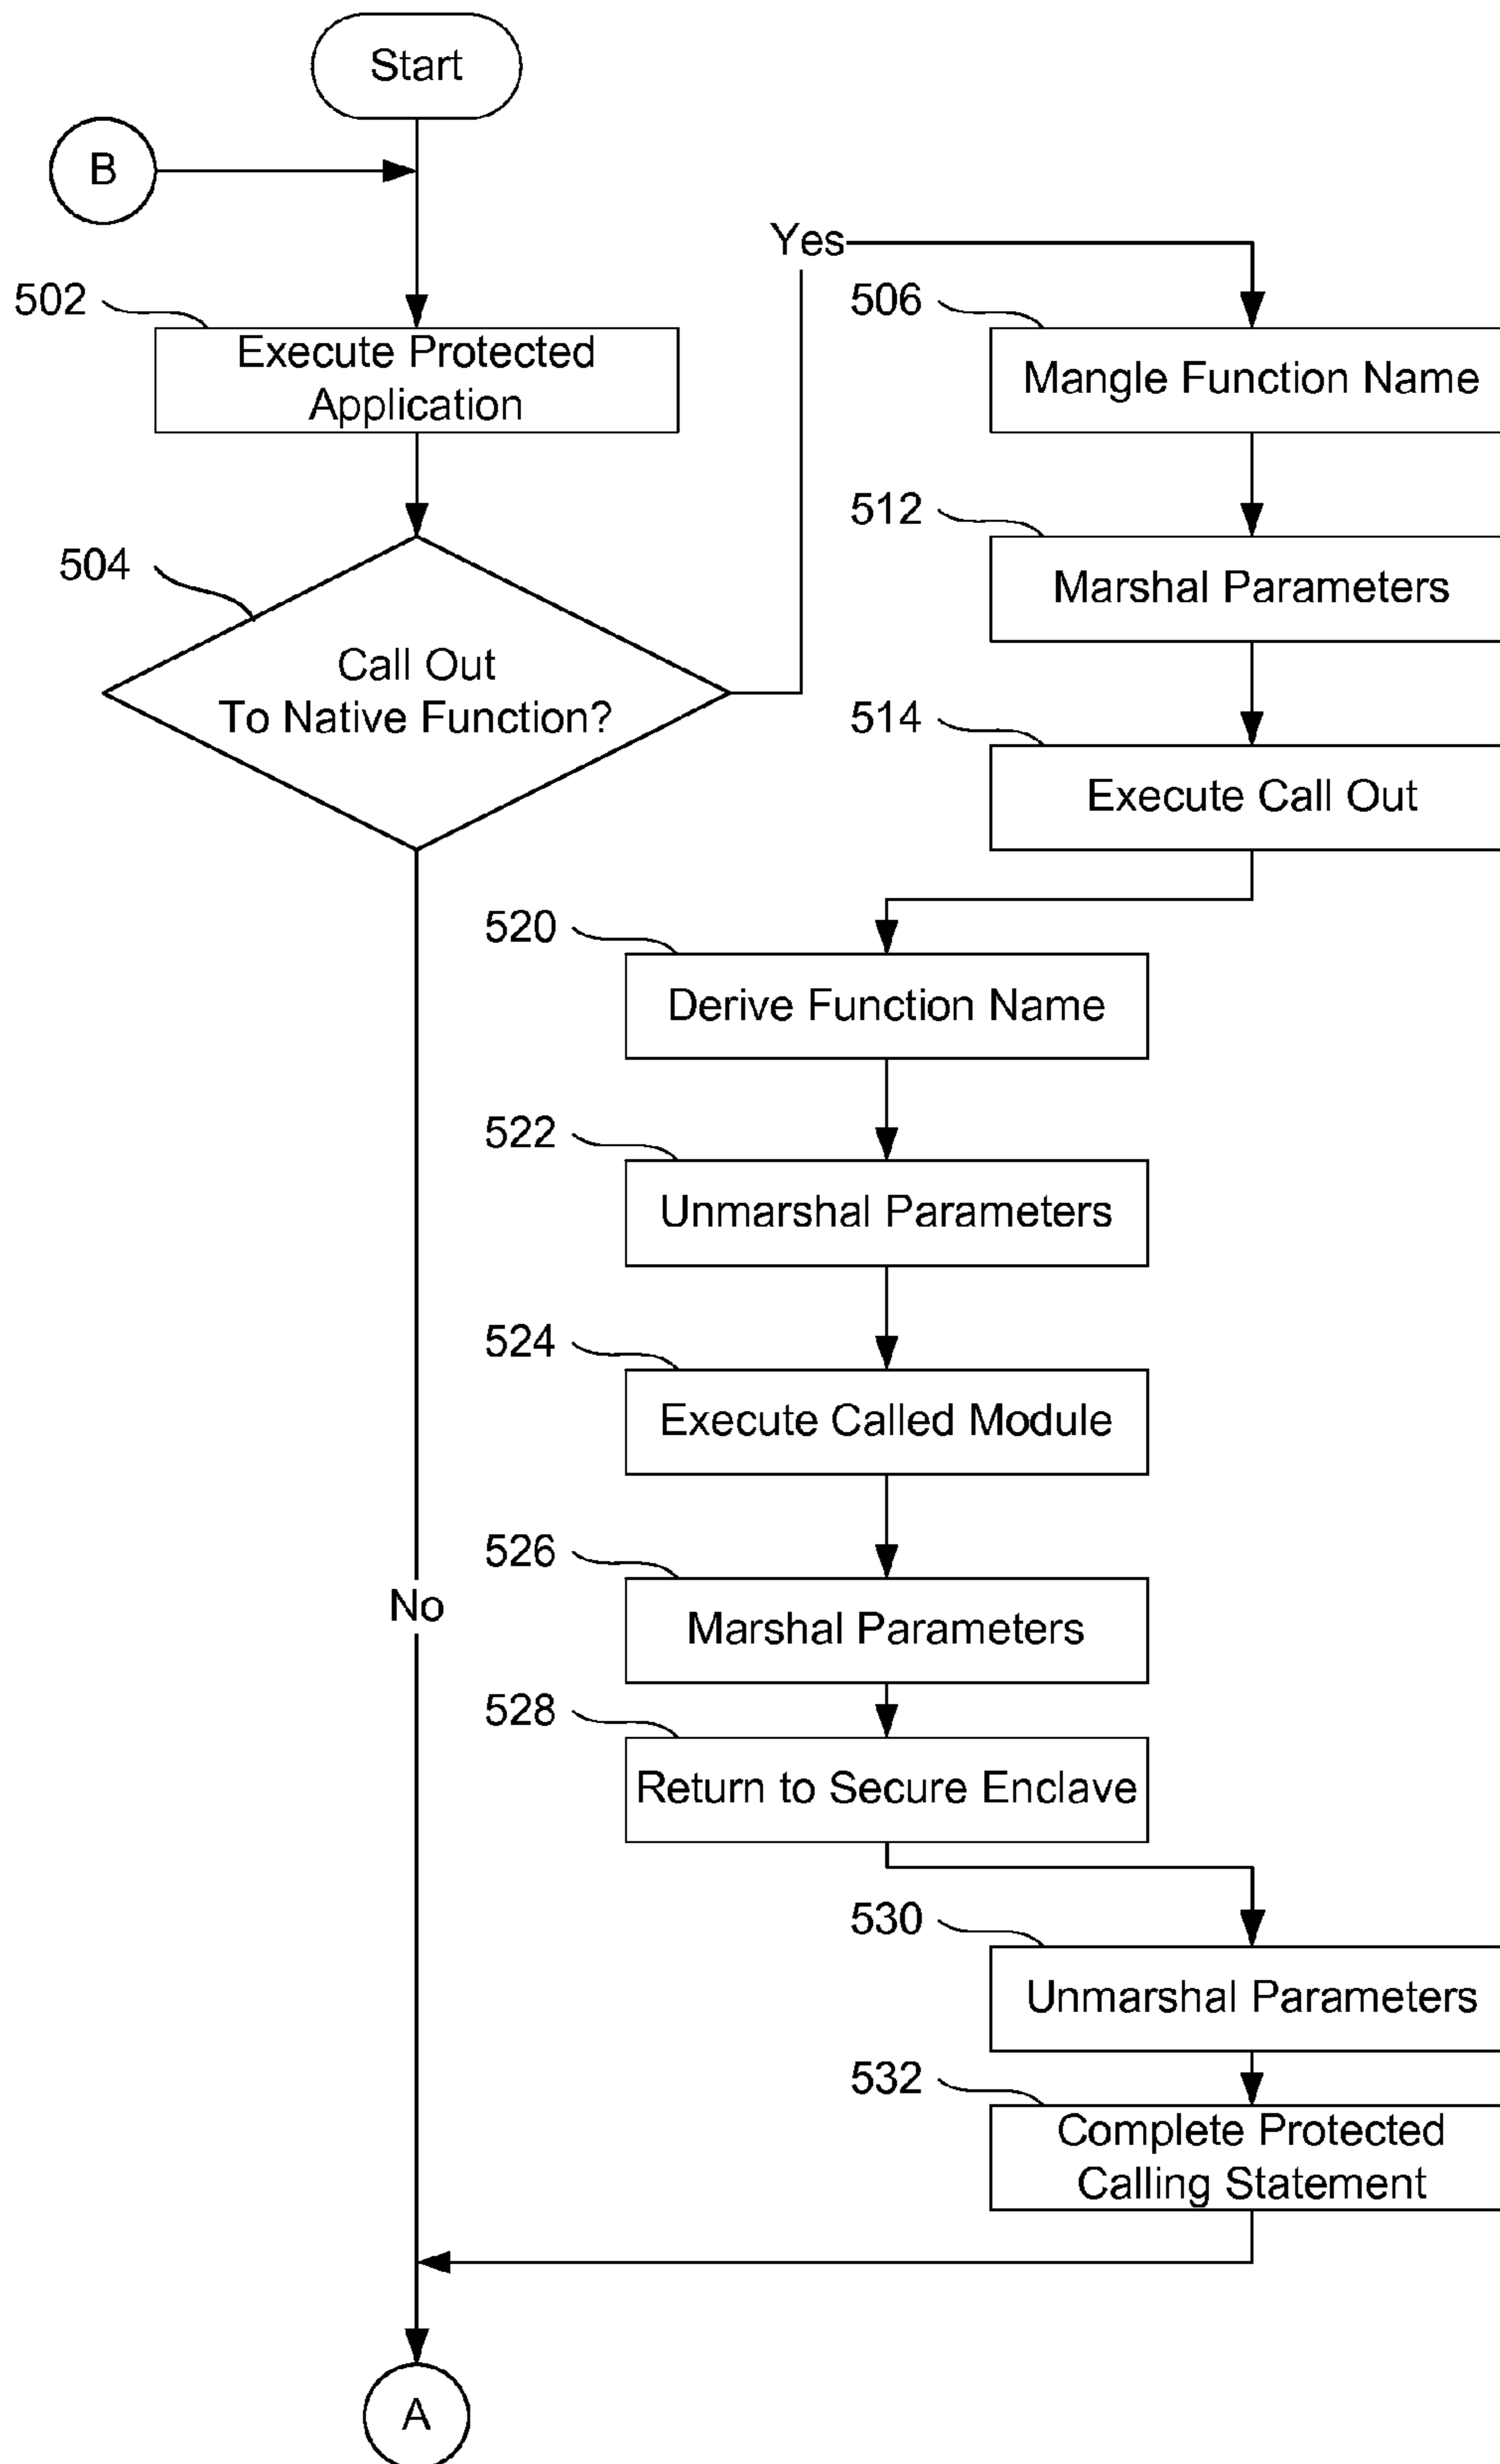 Start
B
Yes
502
Execute Protected
Application
506
Mangle Function Name
512
Marshal Parameters
504
Call Out
To Native Function?
514
Execute Call Out
520
Derive Function Name
522
Unmarshal Parameters
524
Execute Called Module
526
Marshal Parameters
No
528
Return to Secure Enclave
530
Unmarshal Parameters
532
Complete Protected
Calling Statement
A